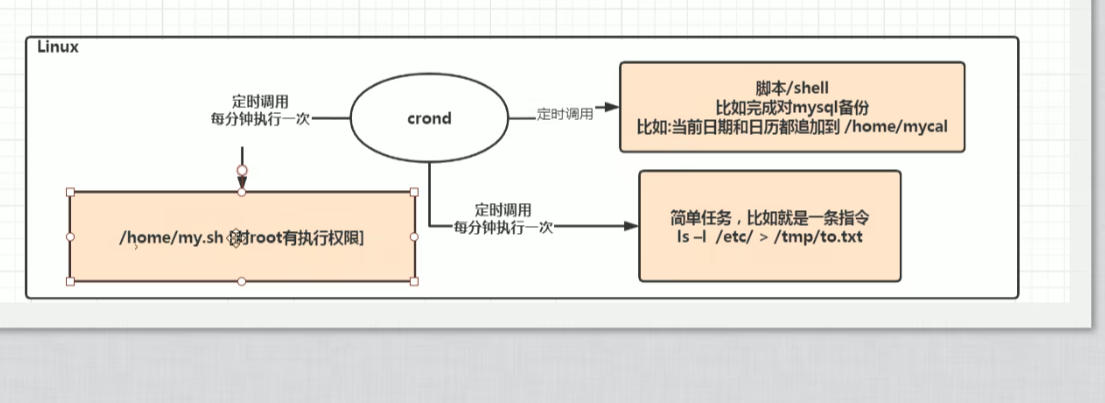 Linux
脚本/shell
比如完成对mysql备份
比如:当前日期和日历都追加到 /home/mycal
定时调用
每分钟执行一次
crond
定时调用
定时调用
每分钟执行一次
简单任务，比如就是一条指令
ls –l /etc/ > /tmp/to.txt
/home/my.sh 对root有执行权限]